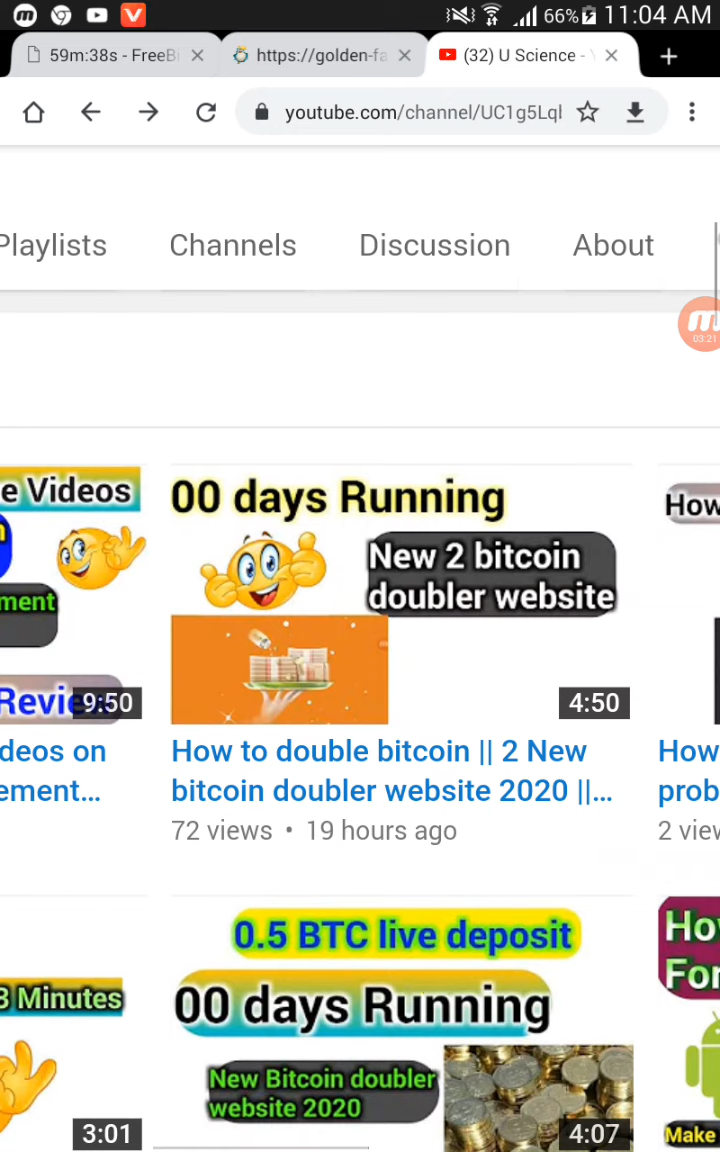 66% 11:04 AM
59m:38s - FreeBi https://golden-fa (32) U Science - Y
youtube.com/channel/UC1g5Lql
Playlists Channels Discussion About
03:21
e Videos
ment
Review
9:50
deos on
ement...
00 days Running
New 2 bitcoin
doubler website
4:50
How to double bitcoin || 2 New
bitcoin doubler website 2020 ||...
72 views • 19 hours ago
How
How
prob
2 view
3 Minutes
3:01
0.5 BTC live deposit
00 days Running
New Bitcoin doubler
website 2020
4:07
How
For
Make